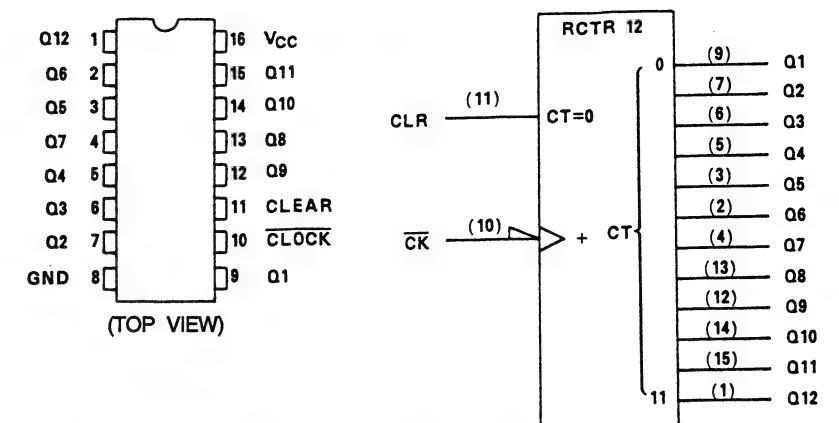 Q12 1 16 VCC
Q6 2 15 Q11
Q5 3 14 Q10
Q7 4 13 Q8
Q4 5 12 Q9
Q3 6 11 CLEAR
Q2 7 10 CLOCK
GND 8 9 Q1
(TOP VIEW)
RCTR 12
CLR (11) CT=0
CK (10) + CT
0 (9) Q1
(7) Q2
(6) Q3
(5) Q4
(3) Q5
(2) Q6
(4) Q7
(13) Q8
(12) Q9
(14) Q10
(15) Q11
11 (1) Q12